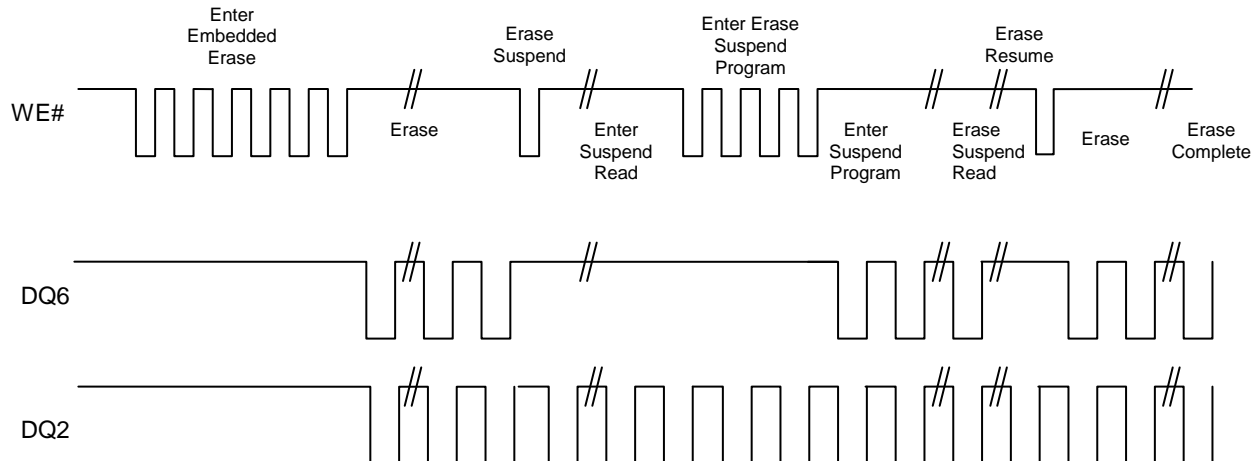 Enter
Embedded
Erase
Erase
Suspend
Enter Erase
Suspend
Program
Erase
Resume
WE#
Erase
Enter
Suspend
Read
Enter
Suspend
Program
Erase
Suspend
Read
Erase
Erase
Complete
DQ6
DQ2